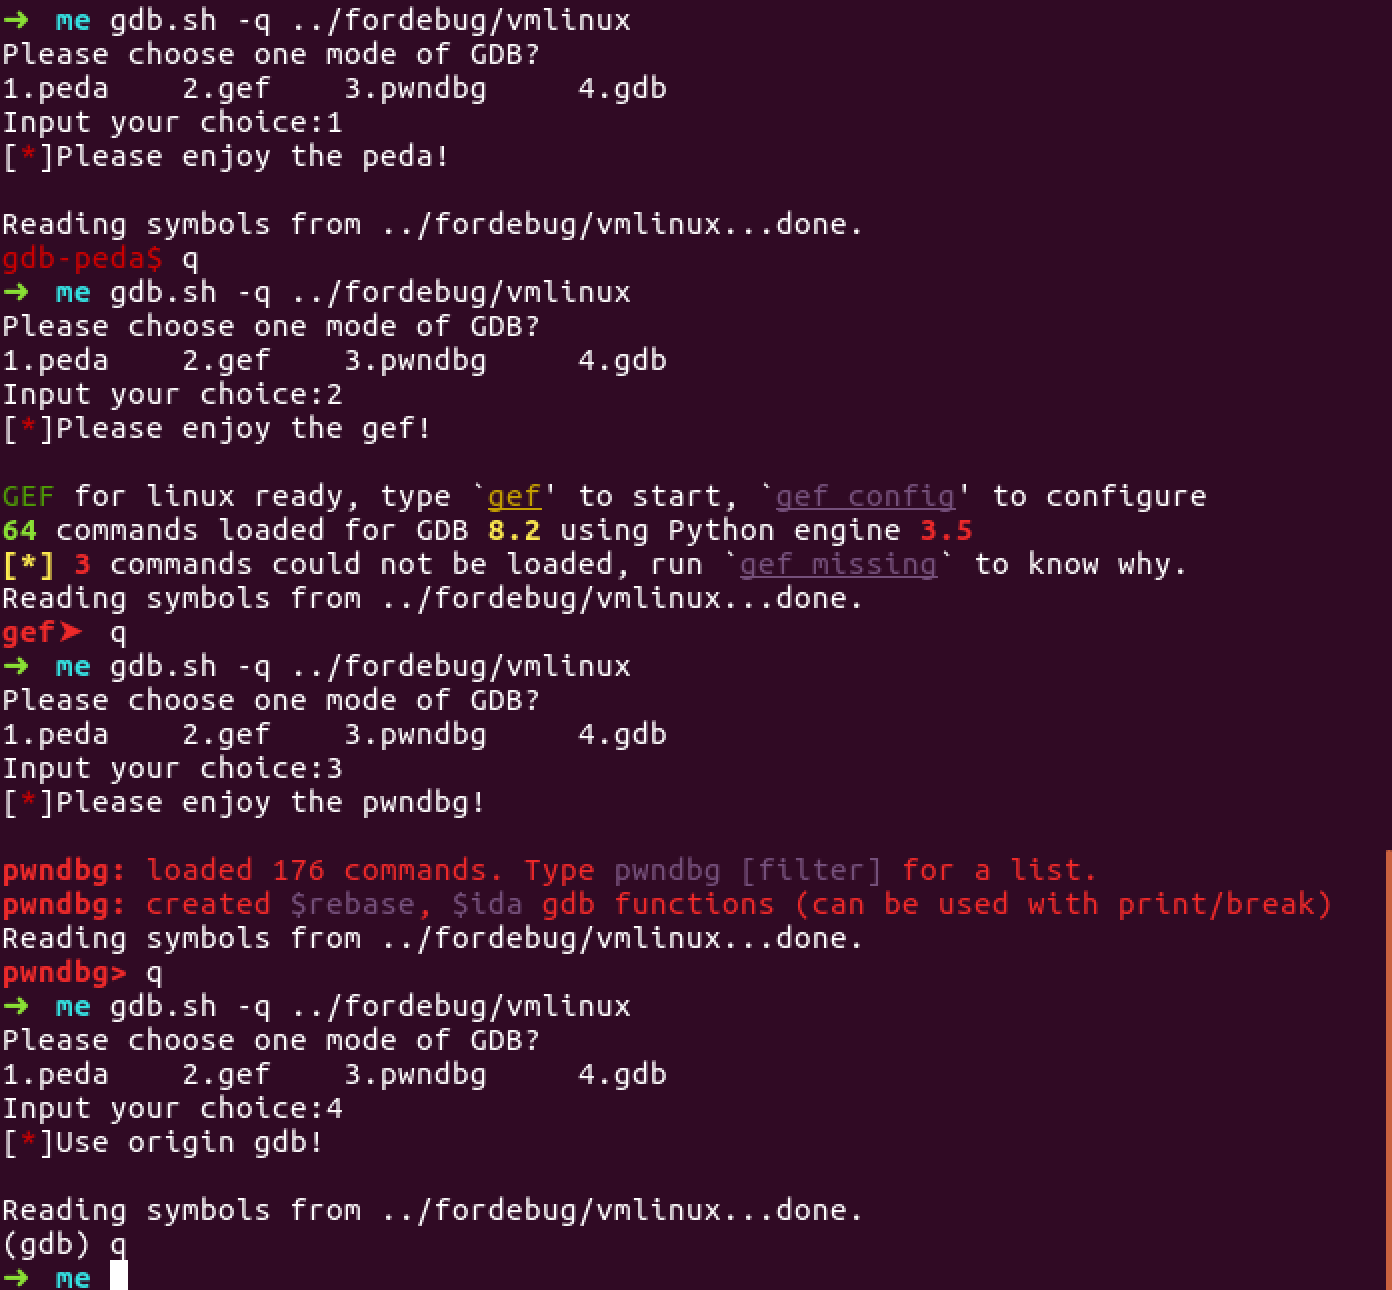 ➜  me gdb.sh -q ../fordebug/vmlinux
Please choose one mode of GDB?
1.peda    2.gef    3.pwndbg     4.gdb
Input your choice:1
[*]Please enjoy the peda!

Reading symbols from ../fordebug/vmlinux...done.
gdb-peda$ q
➜  me gdb.sh -q ../fordebug/vmlinux
Please choose one mode of GDB?
1.peda    2.gef    3.pwndbg     4.gdb
Input your choice:2
[*]Please enjoy the gef!

GEF for linux ready, type `gef' to start, `gef config' to configure
64 commands loaded for GDB 8.2 using Python engine 3.5
[*] 3 commands could not be loaded, run `gef missing` to know why.
Reading symbols from ../fordebug/vmlinux...done.
gef➤  q
➜  me gdb.sh -q ../fordebug/vmlinux
Please choose one mode of GDB?
1.peda    2.gef    3.pwndbg     4.gdb
Input your choice:3
[*]Please enjoy the pwndbg!

pwndbg: loaded 176 commands. Type pwndbg [filter] for a list.
pwndbg: created $rebase, $ida gdb functions (can be used with print/break)
Reading symbols from ../fordebug/vmlinux...done.
pwndbg> q
➜  me gdb.sh -q ../fordebug/vmlinux
Please choose one mode of GDB?
1.peda    2.gef    3.pwndbg     4.gdb
Input your choice:4
[*]Use origin gdb!

Reading symbols from ../fordebug/vmlinux...done.
(gdb) q
➜  me